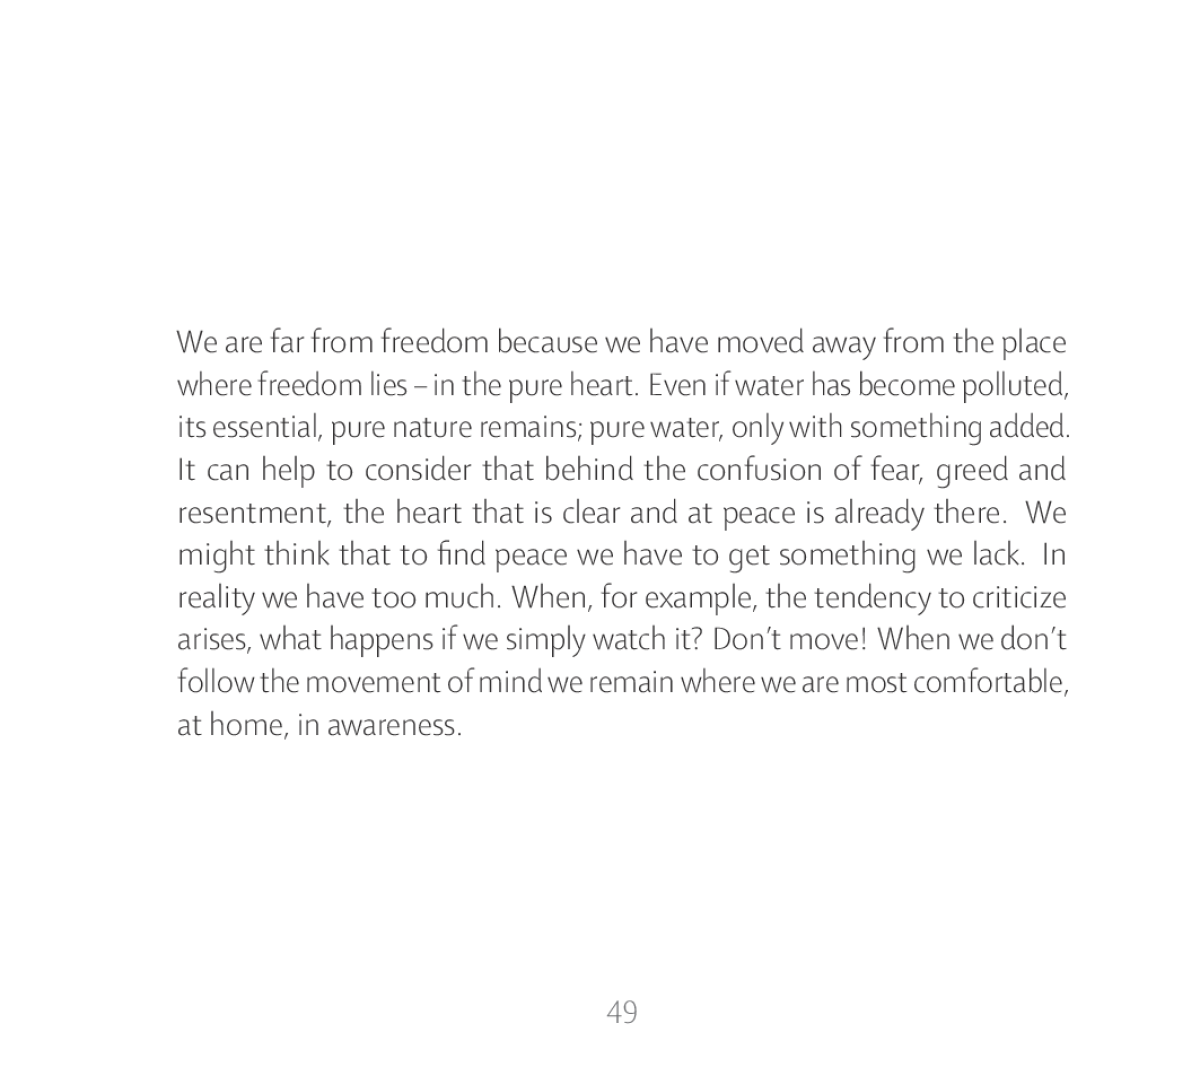 We are far from freedom because we have moved away from the place
where freedom lies – in the pure heart. Even if water has become polluted,
its essential, pure nature remains; pure water, only with something added.
It can help to consider that behind the confusion of fear, greed and
resentment, the heart that is clear and at peace is already there. We
might think that to find peace we have to get something we lack. In
reality we have too much. When, for example, the tendency to criticize
arises, what happens if we simply watch it? Don’t move! When we don’t
follow the movement of mind we remain where we are most comfortable,
at home, in awareness.
49